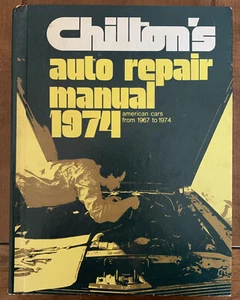 Chilton's
auto repair
manual
1974
american cars
from 1967 to 1974